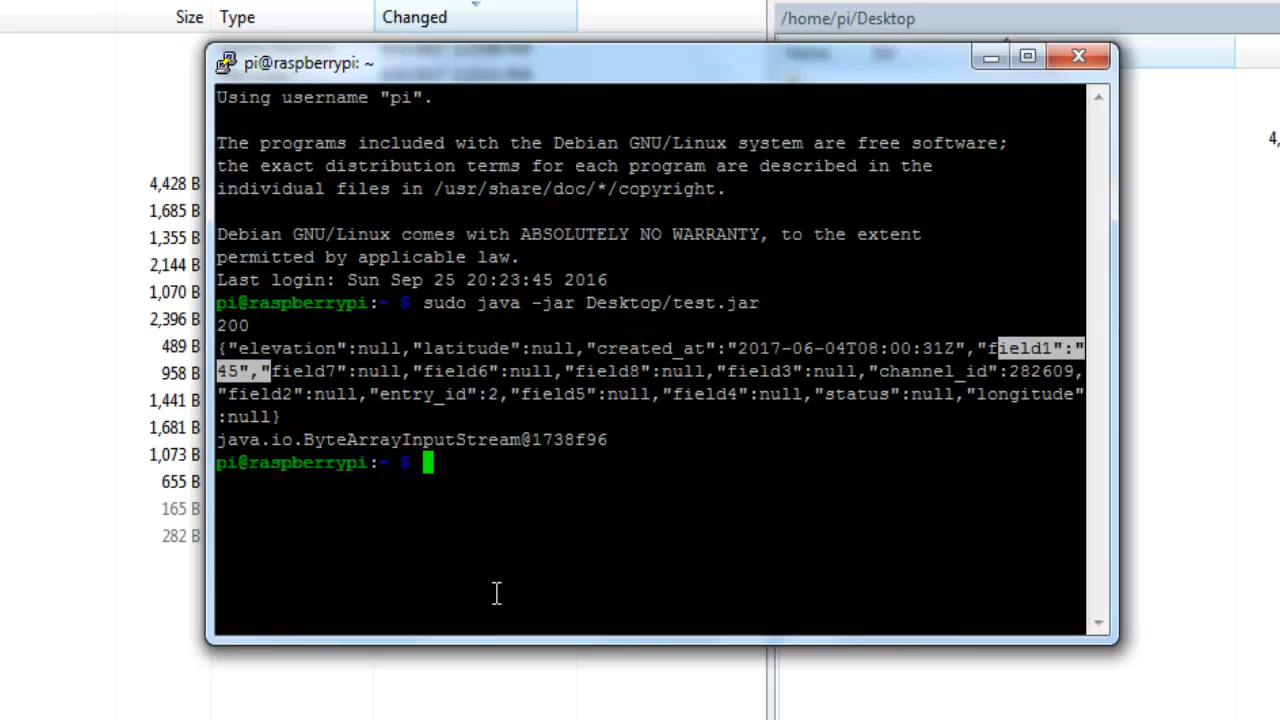 Size Type Changed
/home/pi/Desktop
pi@raspberrypi: ~
Using username "pi".
The programs included with the Debian GNU/Linux system are free software;
the exact distribution terms for each program are described in the
individual files in /usr/share/doc/*/copyright.
Debian GNU/Linux comes with ABSOLUTELY NO WARRANTY, to the extent
permitted by applicable law.
Last login: Sun Sep 25 20:23:45 2016
pi@raspberrypi:~ $ sudo java -jar Desktop/test.jar
200
{"elevation":null,"latitude":null,"created_at":"2017-06-04T08:00:31Z","field1":"
45","field7":null,"field6":null,"field8":null,"field3":null,"channel_id":282609,
"field2":null,"entry_id":2,"field5":null,"field4":null,"status":null,"longitude"
:null}
java.io.ByteArrayInputStream@1738f96
pi@raspberrypi:~ $
4,428 B
1,685 B
1,355 B
2,144 B
1,070 B
2,396 B
489 B
958 B
1,441 B
1,681 B
1,073 B
655 B
165 B
282 B
4,